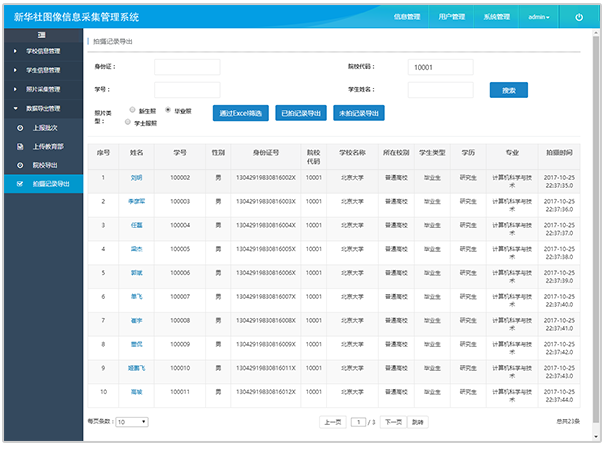 新华社图像信息采集管理系统
信息管理 用户管理 系统管理 admin
学校信息管理
学生信息管理
照片采集管理
数据导出管理
上报批次
上传教育部
院校导出
拍摄记录导出
拍摄记录导出
身份证： 院校代码： 10001
学号： 学生姓名： 搜索
照片类型： 新生照 毕业照 学士服照 通过Excel筛选 已拍记录导出 未拍记录导出
序号 姓名 学号 性别 身份证号 院校代码 学校名称 所在校别 学生类型 学历 专业 拍摄时间
1 刘明 100002 男 13042919830816002X 10001 北京大学 普通高校 毕业生 研究生 计算机科学与技术 2017-10-25 22:37:35.0
2 李彦军 100003 男 13042919830816003X 10001 北京大学 普通高校 毕业生 研究生 计算机科学与技术 2017-10-25 22:37:36.0
3 任磊 100004 男 13042919830816004X 10001 北京大学 普通高校 毕业生 研究生 计算机科学与技术 2017-10-25 22:37:37.0
4 梁杰 100005 男 13042919830816005X 10001 北京大学 普通高校 毕业生 研究生 计算机科学与技术 2017-10-25 22:37:38.0
5 郭斌 100006 男 13042919830816006X 10001 北京大学 普通高校 毕业生 研究生 计算机科学与技术 2017-10-25 22:37:39.0
6 飞 100007 男 13042919830816007X 10001 北京大学 普通高校 毕业生 研究生 计算机科学与技术 2017-10-25 22:37:40.0
7 崔宇 100008 男 13042919830816008X 10001 北京大学 普通高校 毕业生 研究生 计算机科学与技术 2017-10-25 22:37:41.0
8 曹侃 100009 男 13042919830816009X 10001 北京大学 普通高校 毕业生 研究生 计算机科学与技术 2017-10-25 22:37:42.0
9 姬鹏飞 100010 男 13042919830816011X 10001 北京大学 普通高校 毕业生 研究生 计算机科学与技术 2017-10-25 22:37:43.0
10 高敏 100011 男 13042919830816012X 10001 北京大学 普通高校 毕业生 研究生 计算机科学与技术 2017-10-25 22:37:44.0
每页条数： 10 上一页 1 / 3 下一页 跳转 总共23条